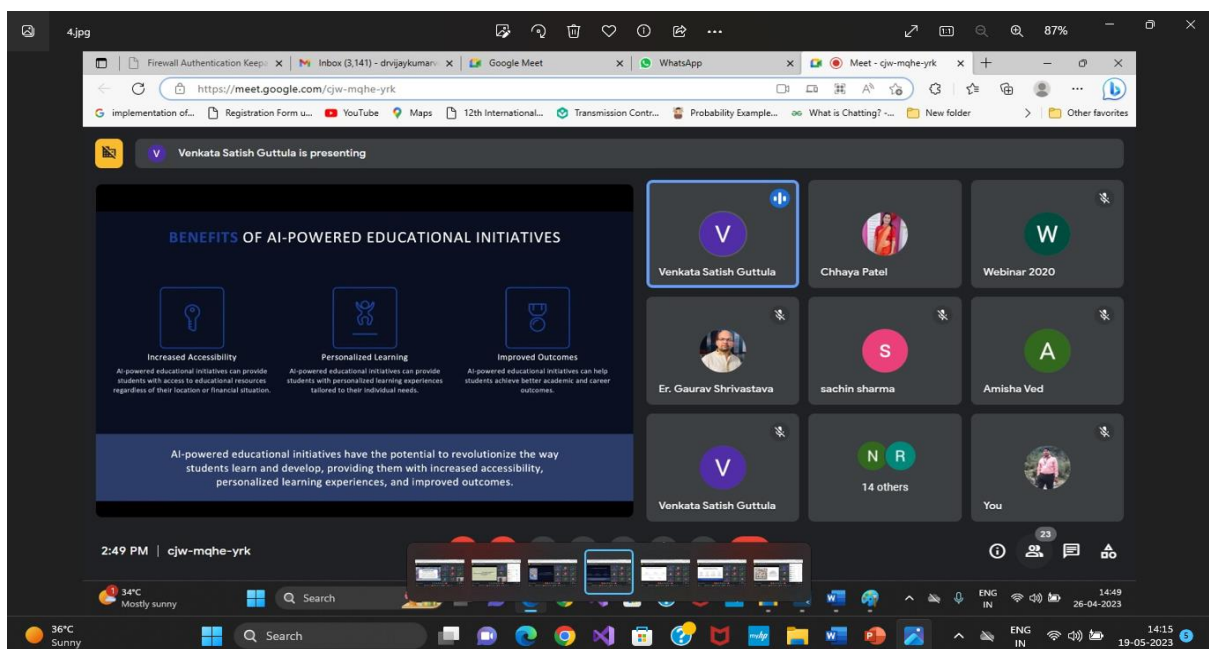 4.jpg
87%
Firewall Authentication Keepa
Inbox (3,141) - drvijaykumarv
Google Meet
WhatsApp
Meet - cjw-mqhe-yrk
https://meet.google.com/cjw-mqhe-yrk
implementation of...
Registration Form u...
YouTube
Maps
12th International...
Transmission Contr...
Probability Example...
What is Chatting? -...
New folder
Other favorites
V
Venkata Satish Guttula is presenting
BENEFITS OF AI-POWERED EDUCATIONAL INITIATIVES
Increased Accessibility
AI-powered educational initiatives can provide
students with access to educational resources
regardless of their location or financial situation.
Personalized Learning
AI-powered educational initiatives can provide
students with personalized learning experiences
tailored to their individual needs.
Improved Outcomes
AI-powered educational initiatives can help
students achieve better academic and career
outcomes.
AI-powered educational initiatives have the potential to revolutionize the way
students learn and develop, providing them with increased accessibility,
personalized learning experiences, and improved outcomes.
V
Venkata Satish Guttula
Chhaya Patel
W
Webinar 2020
Er. Gaurav Shrivastava
S
sachin sharma
A
Amisha Ved
V
Venkata Satish Guttula
N R
14 others
You
2:49 PM | cjw-mqhe-yrk
23
34°C
Mostly sunny
Search
ENG
IN
14:49
26-04-2023
36°C
Sunny
Search
ENG
IN
14:15
19-05-2023
5